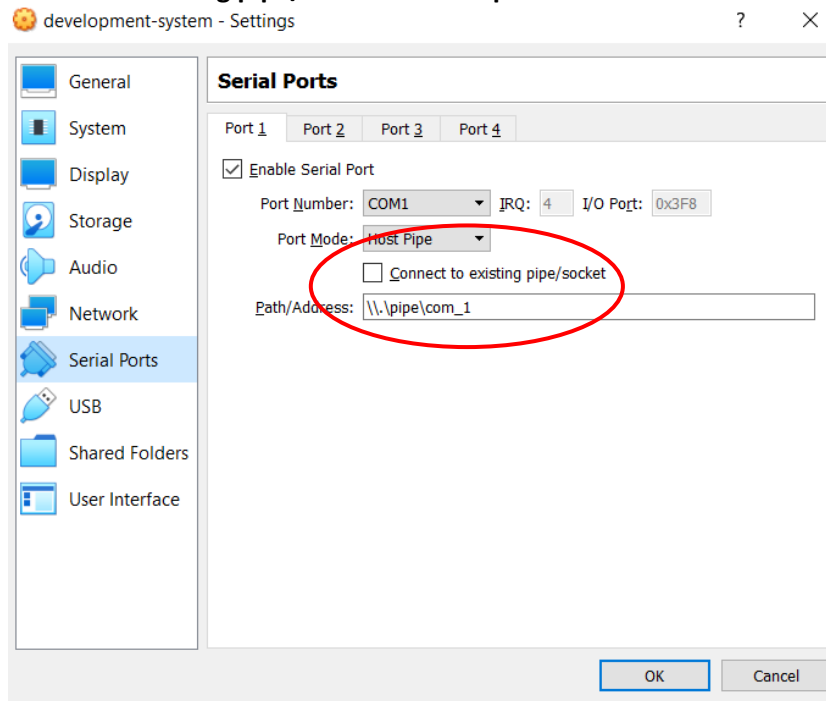 development-system - Settings ? ×
General
System
Display
Storage
Audio
Network
Serial Ports
USB
Shared Folders
User Interface
Serial Ports
Port 1 Port 2 Port 3 Port 4
Enable Serial Port
Port Number: COM1 IRQ: 4 I/O Port: 0x3F8
Port Mode: Host Pipe
Connect to existing pipe/socket
Path/Address: \\.\pipe\com_1
OK Cancel